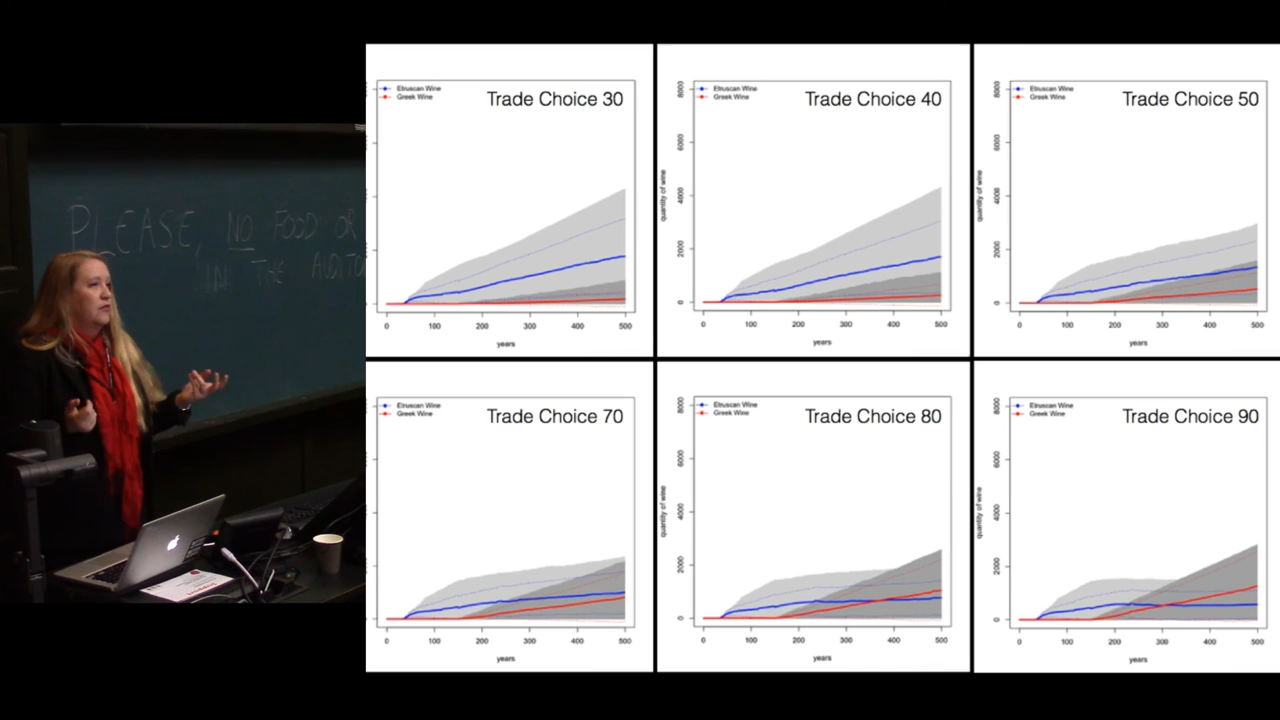 PLEASE, NO FOOD OR
IN THE
Etruscan Wine
Greek Wine
Trade Choice 30
0
100
200
300
400
500
years
Etruscan Wine
Greek Wine
Trade Choice 40
8000
6000
4000
2000
0
quantity of wine
0
100
200
300
400
500
years
Etruscan Wine
Greek Wine
Trade Choice 50
8000
6000
4000
2000
0
quantity of wine
0
100
200
300
400
500
years
Etruscan Wine
Greek Wine
Trade Choice 70
0
100
200
300
400
500
years
Etruscan Wine
Greek Wine
Trade Choice 80
8000
6000
4000
2000
0
quantity of wine
0
100
200
300
400
500
years
Etruscan Wine
Greek Wine
Trade Choice 90
8000
6000
4000
2000
0
quantity of wine
0
100
200
300
400
500
years